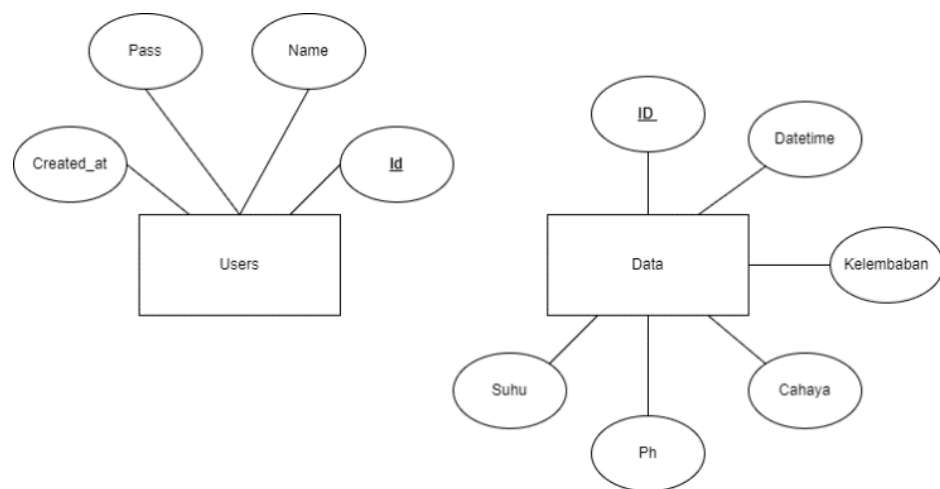 Pass
Name
Created_at
Id
Users
ID
Datetime
Data
Kelembaban
Suhu
Cahaya
Ph